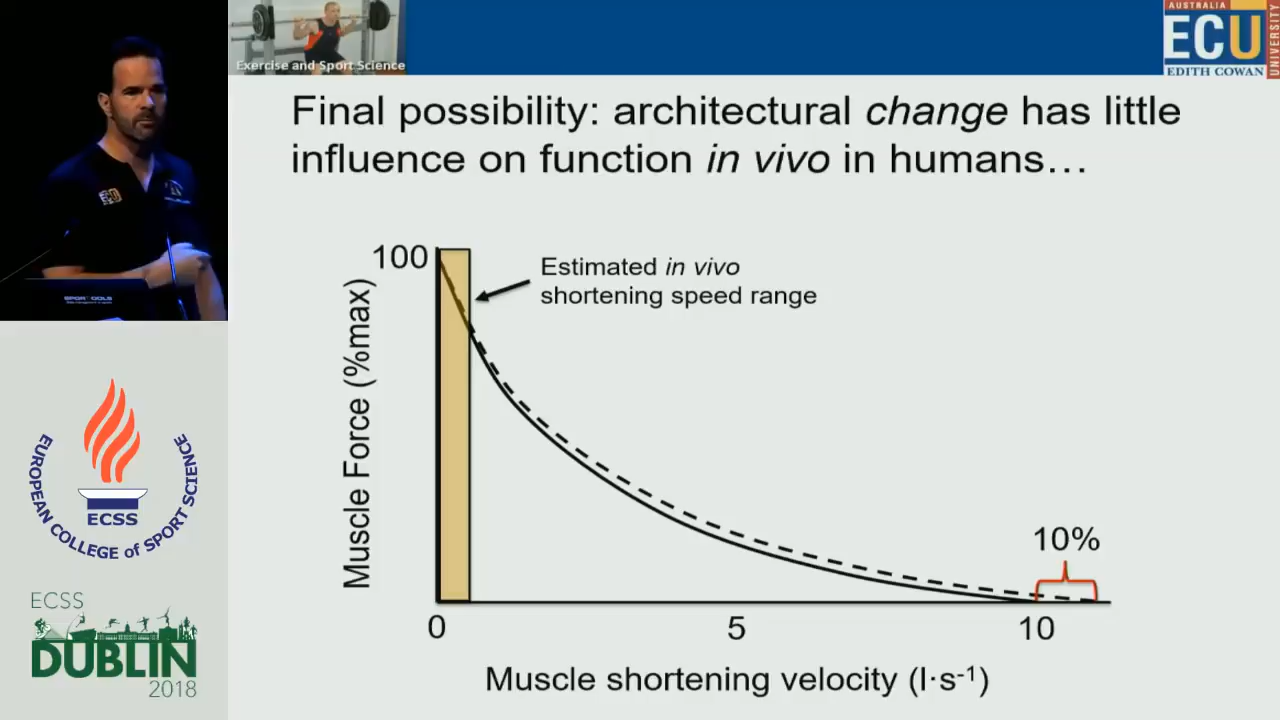 Exercise and Sport Science
AUSTRALIA
ECU
EDITH COWAN
UNIVERSITY
Final possibility: architectural change has little
influence on function in vivo in humans…
100
Estimated in vivo
shortening speed range
Muscle Force (%max)
10%
0
5
10
Muscle shortening velocity (l·s-1)
ECU
EUROPEAN COLLEGE of SPORT SCIENCE
ECSS
ECSS
DUBLIN
2018